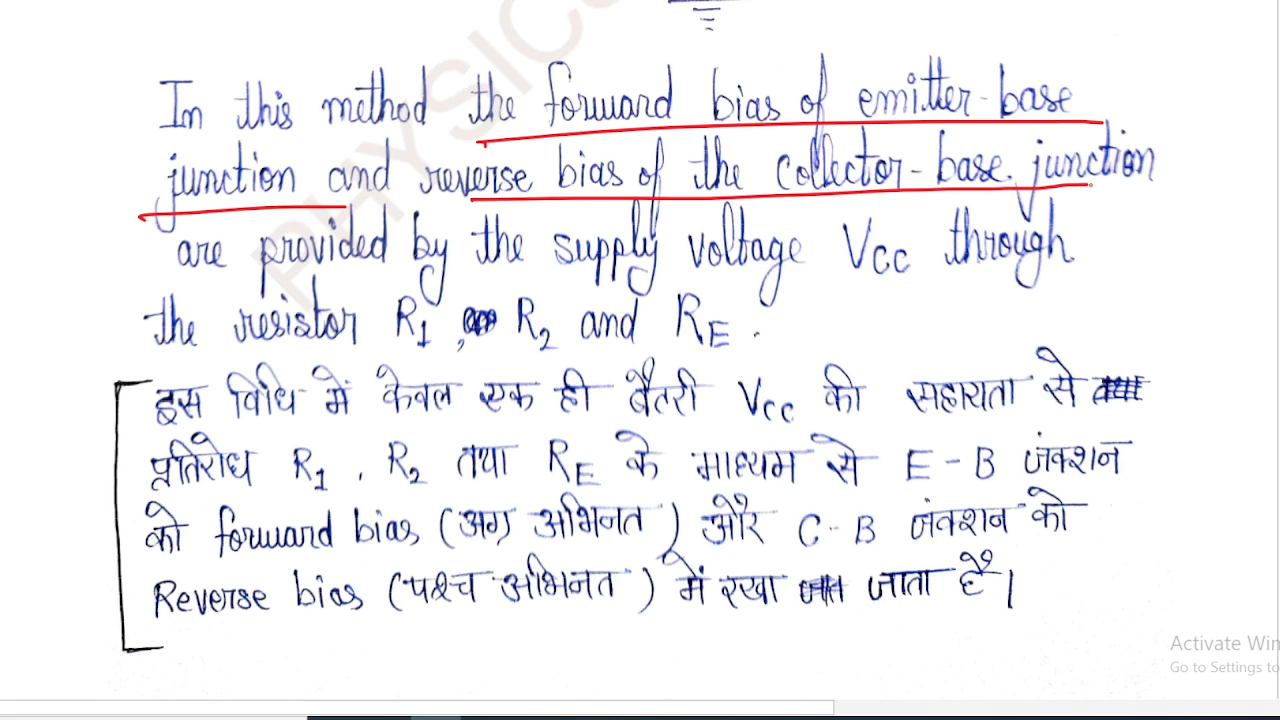 PHYSICS
In this method the forward bias of emitter-base
junction and reverse bias of the collector-base. junction
are provided by the supply voltage VCC through
the resistor R1, R2 and RE.
इस विधि में केवल एक ही बैतरी VCC की सहायता से
प्रतिरोध R1, R2 तथा RE के माध्यम से E-B जंक्शन
को forward bias (अग्र अभिनत) और C-B जंक्शन को
Reverse bias (पश्च अभिनत) में रखा जाता है।
Activate Win
Go to Settings to